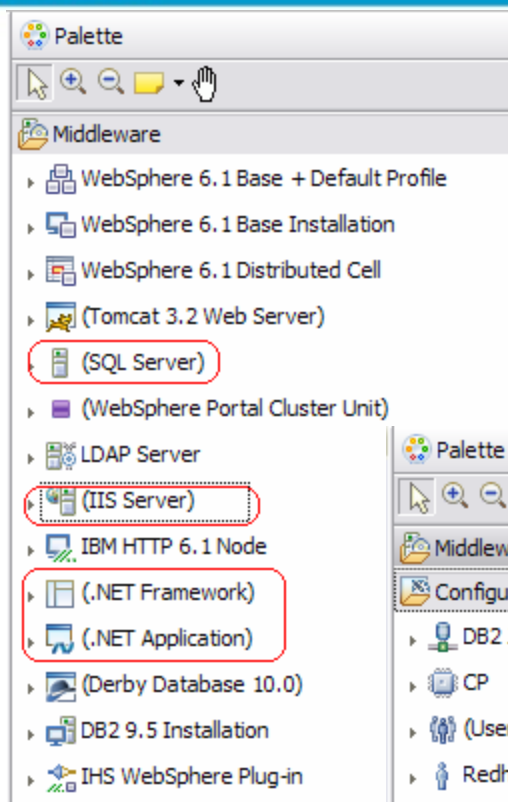 Palette
Middleware
WebSphere 6.1 Base + Default Profile
WebSphere 6.1 Base Installation
WebSphere 6.1 Distributed Cell
(Tomcat 3.2 Web Server)
(SQL Server)
(WebSphere Portal Cluster Unit)
LDAP Server
(IIS Server)
IBM HTTP 6.1 Node
(.NET Framework)
(.NET Application)
(Derby Database 10.0)
DB2 9.5 Installation
IHS WebSphere Plug-in
Palette
Middlew
Configu
DB2
CP
(User
Redh